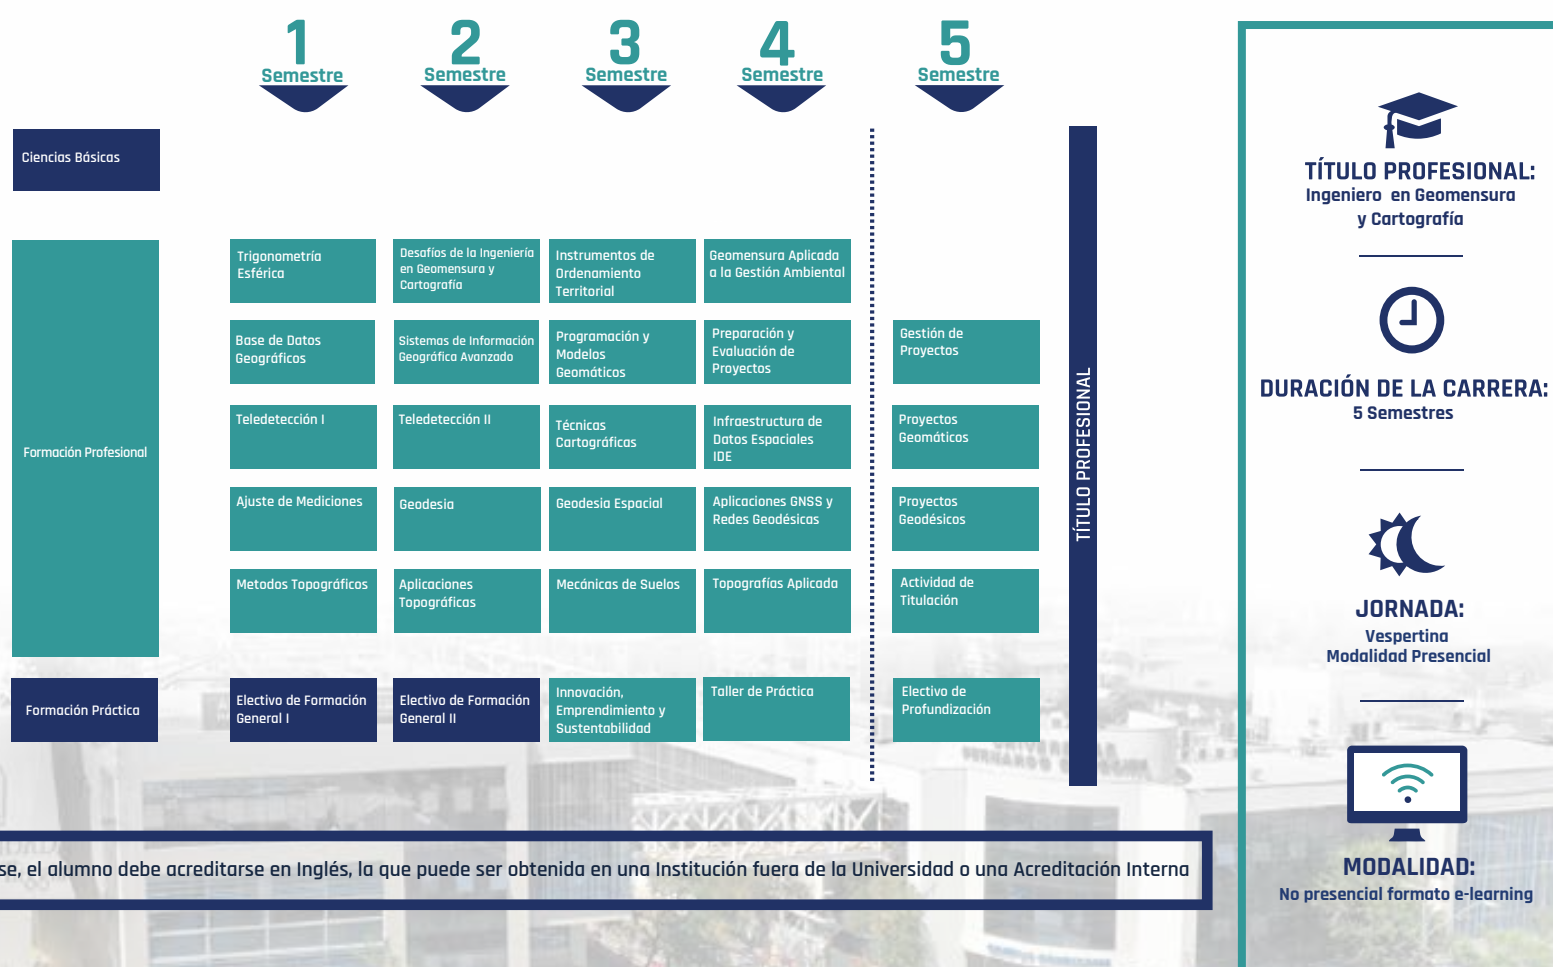 1
Semestre
2
Semestre
3
Semestre
4
Semestre
5
Semestre
Ciencias Básicas
Formación Profesional
Trigonometría
Esférica
Desafíos de la Ingeniería
en Geomensura y
Cartografía
Instrumentos de
Ordenamiento
Territorial
Geomensura Aplicada
a la Gestión Ambiental
Base de Datos
Geográficos
Sistemas de Información
Geográfica Avanzado
Programación y
Modelos
Geomáticos
Preparación y
Evaluación de
Proyectos
Gestión de
Proyectos
Teledetección I
Teledetección II
Técnicas
Cartográficas
Infraestructura de
Datos Espaciales
IDE
Proyectos
Geomáticos
Ajuste de Mediciones
Geodesia
Geodesia Espacial
Aplicaciones GNSS y
Redes Geodésicas
Proyectos
Geodésicos
Metodos Topográficos
Aplicaciones
Topográficas
Mecánicas de Suelos
Topografías Aplicada
Actividad de
Titulación
Formación Práctica
Electivo de Formación
General I
Electivo de Formación
General II
Innovación,
Emprendimiento y
Sustentabilidad
Taller de Práctica
Electivo de
Profundización
TÍTULO PROFESIONAL
se, el alumno debe acreditarse en Inglés, la que puede ser obtenida en una Institución fuera de la Universidad o una Acreditación Interna
TÍTULO PROFESIONAL:
Ingeniero en Geomensura
y Cartografía
DURACIÓN DE LA CARRERA:
5 Semestres
JORNADA:
Vespertina
Modalidad Presencial
MODALIDAD:
No presencial formato e-learning